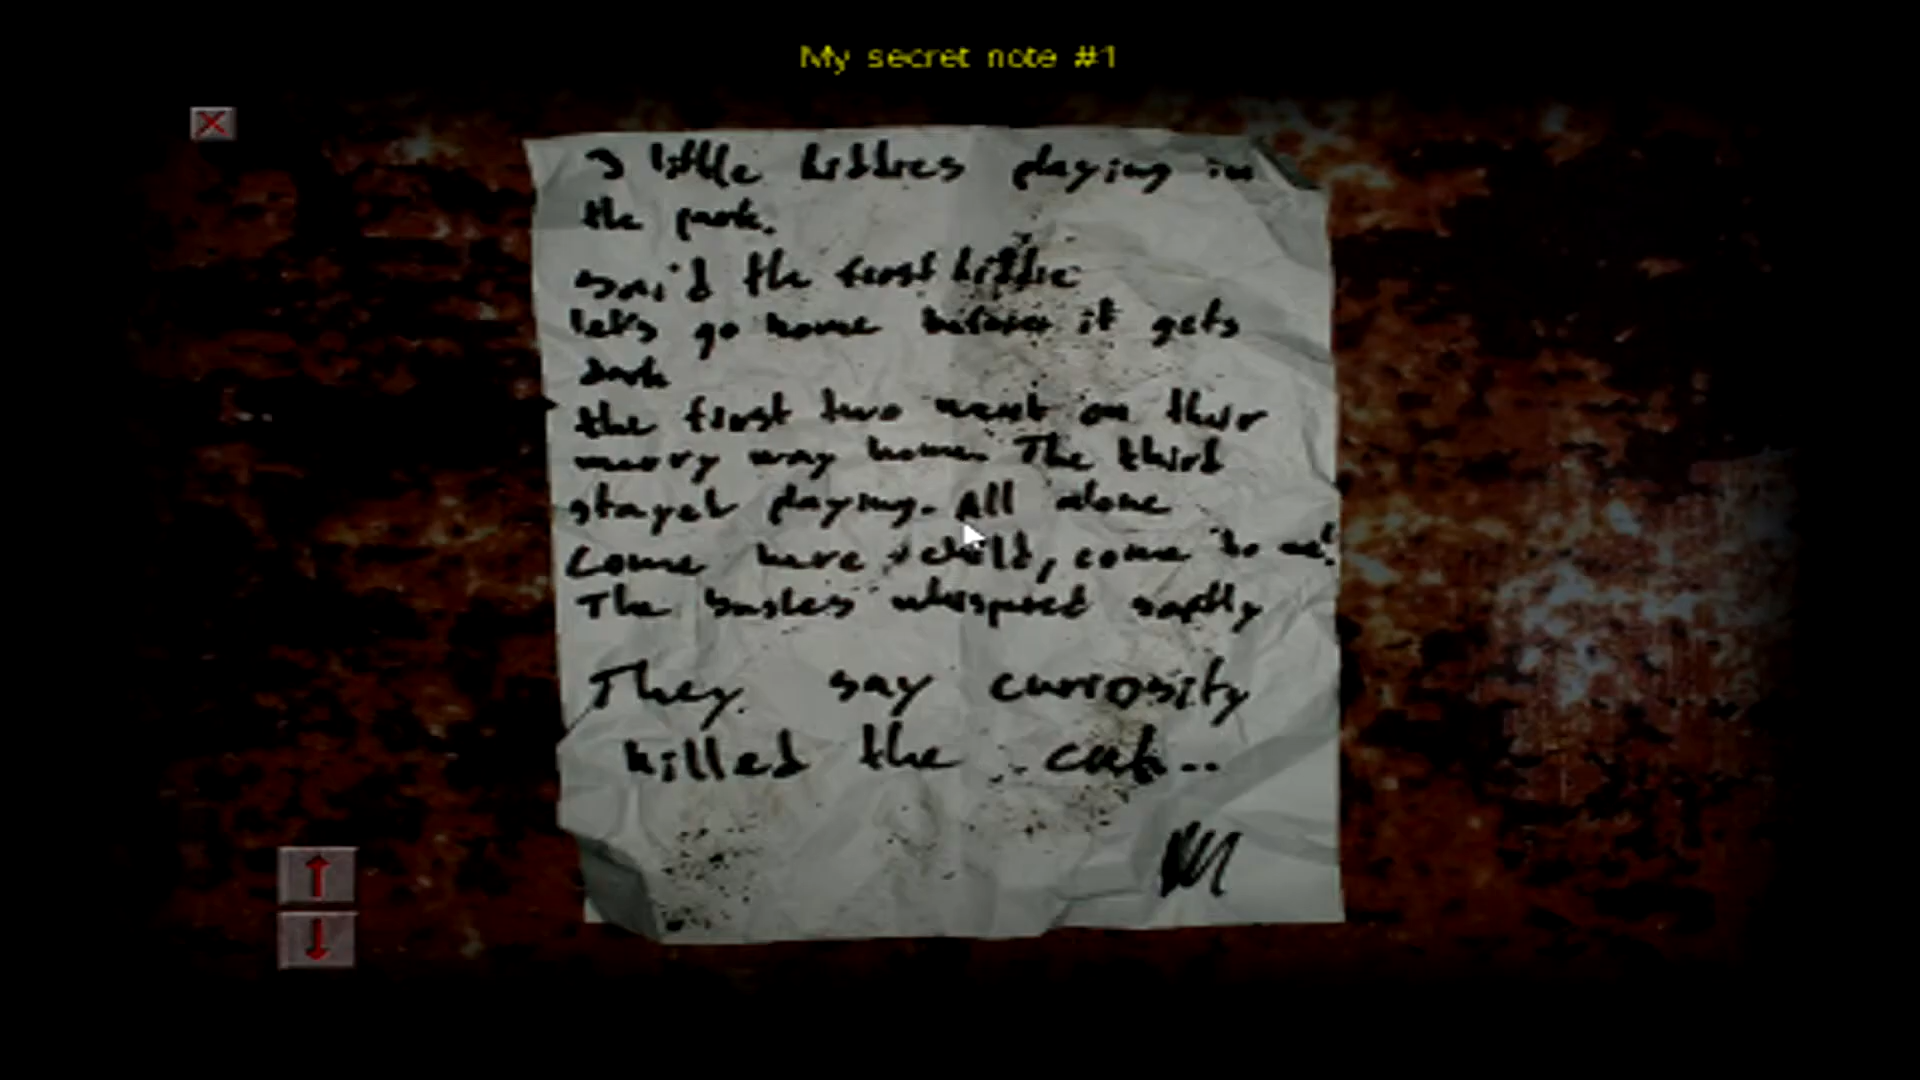 My secret note #1
3 little kiddies playing in
the park.
said the first kiddie
let's go home before it gets
dark
the first two went on their
merry way home. The third
stayed playing. All alone
Come here child, come to me!
The bushes whispered softly
They say curiosity
killed the cat..